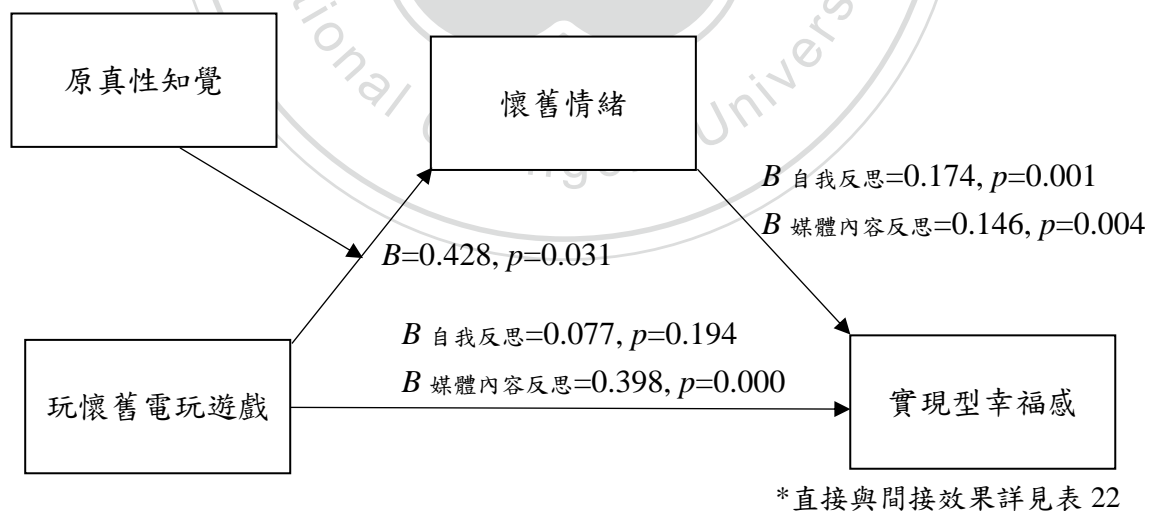 原真性知覺
懷舊情緒
B 自我反思=0.174, p=0.001
B 媒體內容反思=0.146, p=0.004
B=0.428, p=0.031
B 自我反思=0.077, p=0.194
B 媒體內容反思=0.398, p=0.000
玩懷舊電玩遊戲
實現型幸福感
*直接與間接效果詳見表 22